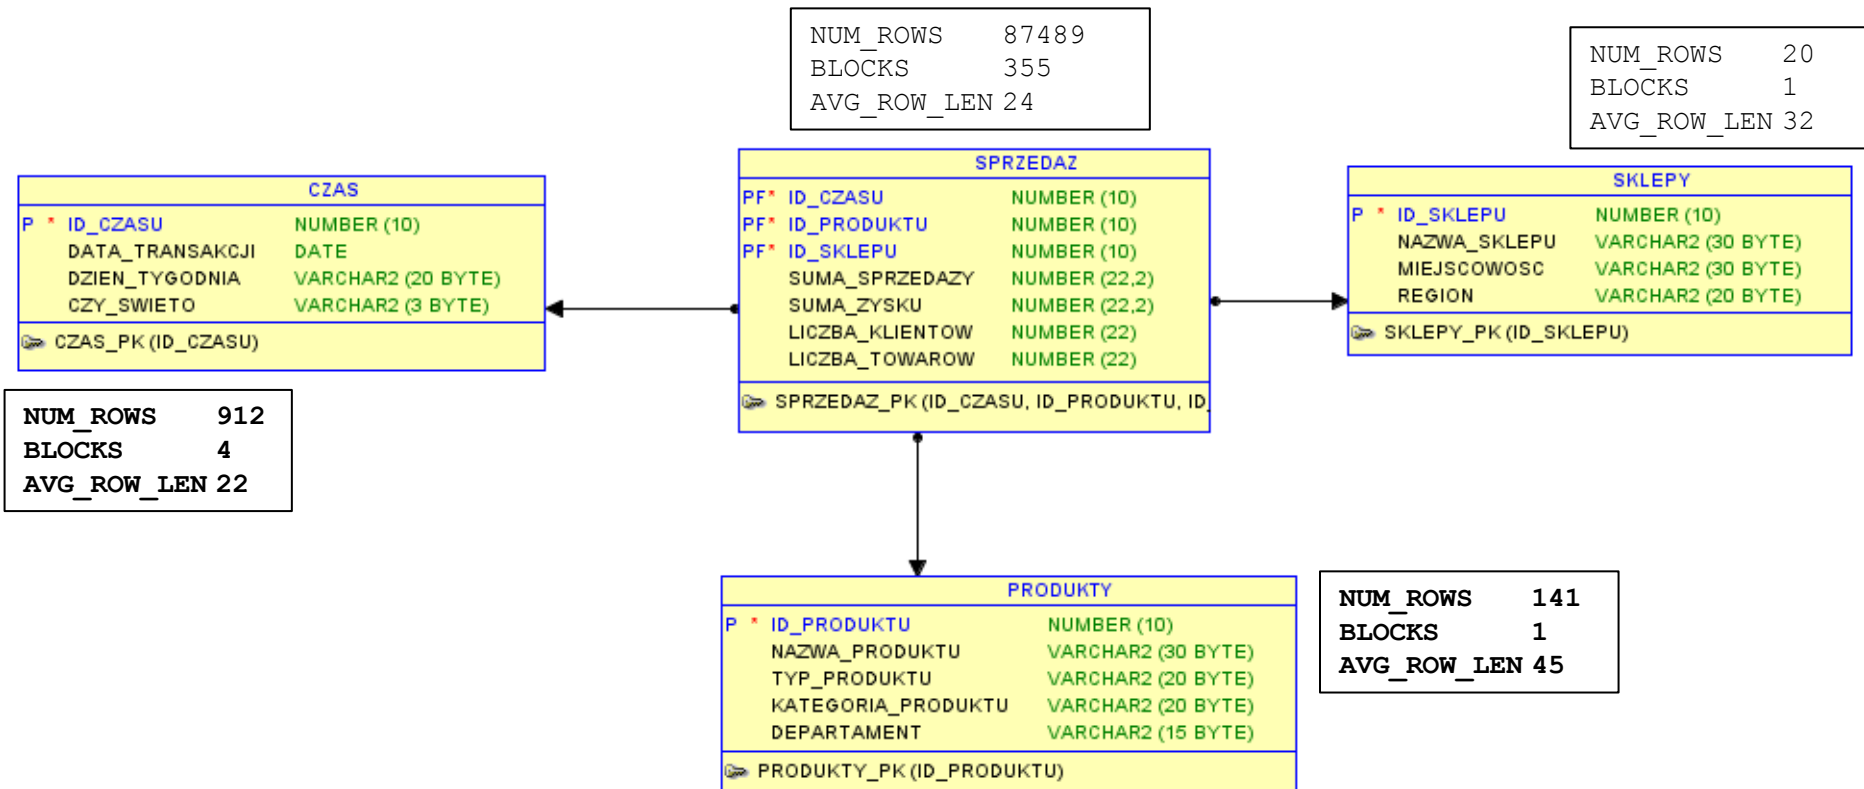 NUM_ROWS 87489
BLOCKS 355
AVG_ROW_LEN 24
NUM_ROWS 20
BLOCKS 1
AVG_ROW_LEN 32
CZAS
P * ID_CZASU NUMBER (10)
DATA_TRANSAKCJI DATE
DZIEN_TYGODNIA VARCHAR2 (20 BYTE)
CZY_SWIETO VARCHAR2 (3 BYTE)
CZAS_PK (ID_CZASU)
NUM_ROWS 912
BLOCKS 4
AVG_ROW_LEN 22
SPRZEDAZ
PF* ID_CZASU NUMBER (10)
PF* ID_PRODUKTU NUMBER (10)
PF* ID_SKLEPU NUMBER (10)
SUMA_SPRZEDAZY NUMBER (22,2)
SUMA_ZYSKU NUMBER (22,2)
LICZBA_KLIENTOW NUMBER (22)
LICZBA_TOWAROW NUMBER (22)
SPRZEDAZ_PK (ID_CZASU, ID_PRODUKTU, ID_
SKLEPY
P * ID_SKLEPU NUMBER (10)
NAZWA_SKLEPU VARCHAR2 (30 BYTE)
MIEJSCOWOSC VARCHAR2 (30 BYTE)
REGION VARCHAR2 (20 BYTE)
SKLEPY_PK (ID_SKLEPU)
PRODUKTY
P * ID_PRODUKTU NUMBER (10)
NAZWA_PRODUKTU VARCHAR2 (30 BYTE)
TYP_PRODUKTU VARCHAR2 (20 BYTE)
KATEGORIA_PRODUKTU VARCHAR2 (20 BYTE)
DEPARTAMENT VARCHAR2 (15 BYTE)
PRODUKTY_PK (ID_PRODUKTU)
NUM_ROWS 141
BLOCKS 1
AVG_ROW_LEN 45